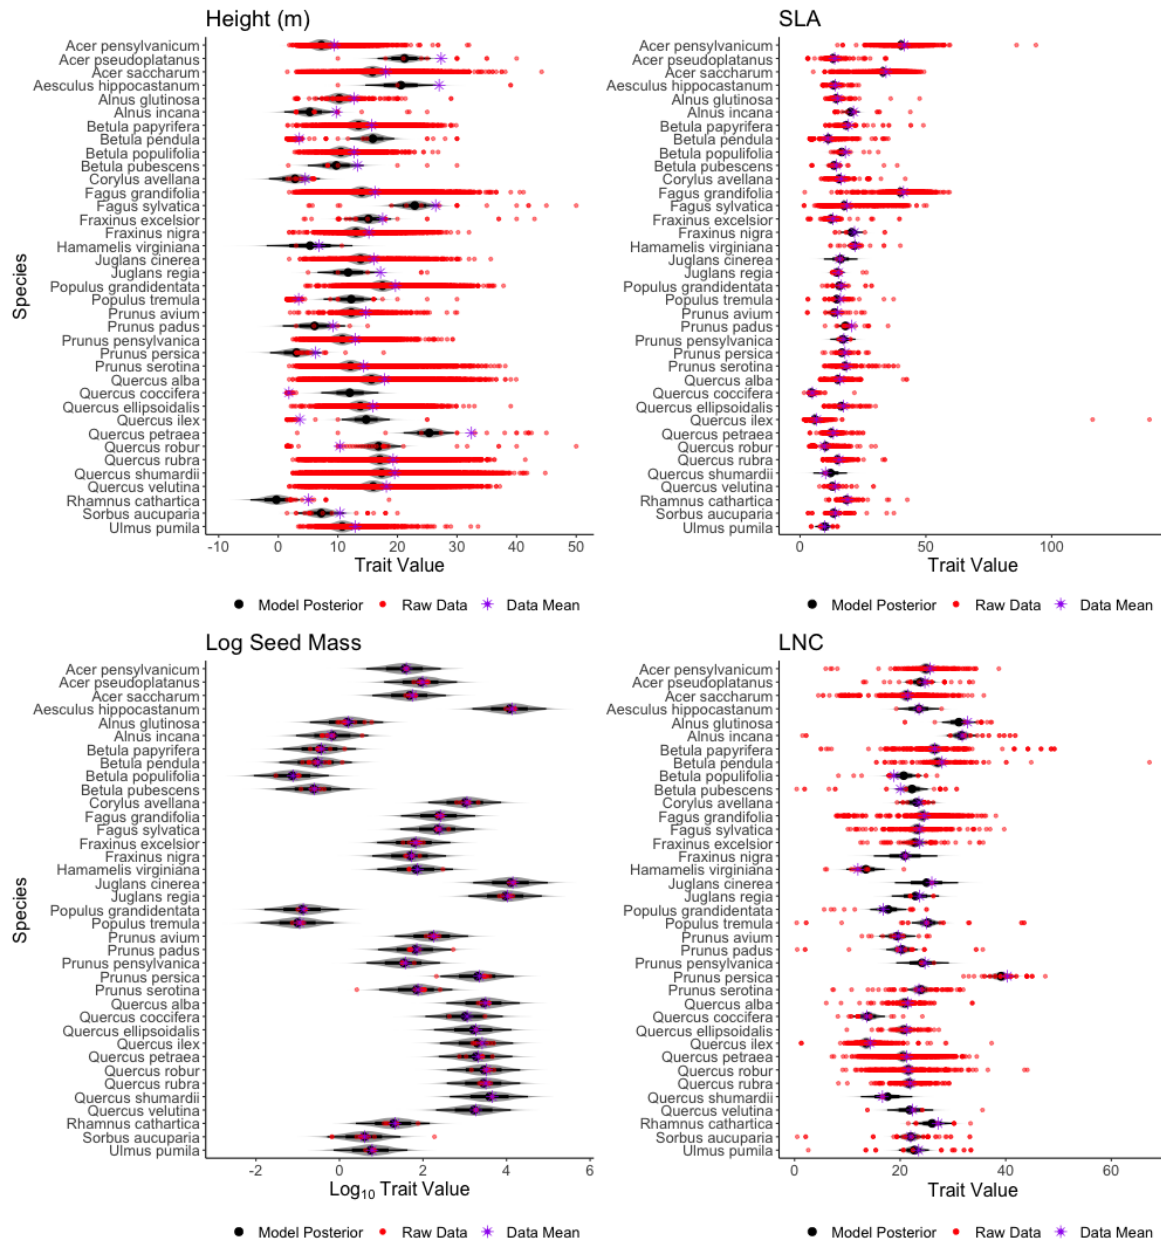 Height (m)
Species
Acer pensylvanicum
Acer pseudoplatanus
Acer saccharum
Aesculus hippocastanum
Alnus glutinosa
Alnus incana
Betula papyrifera
Betula pendula
Betula populifolia
Betula pubescens
Corylus avellana
Fagus grandifolia
Fagus sylvatica
Fraxinus excelsior
Fraxinus nigra
Hamamelis virginiana
Juglans cinerea
Juglans regia
Populus grandidentata
Populus tremula
Prunus avium
Prunus padus
Prunus pensylvanica
Prunus persica
Prunus serotina
Quercus alba
Quercus coccifera
Quercus ellipsoidalis
Quercus ilex
Quercus petraea
Quercus robur
Quercus rubra
Quercus shumardii
Quercus velutina
Rhamnus cathartica
Sorbus aucuparia
Ulmus pumila
-10 0 10 20 30 40 50
Trait Value
Model Posterior Raw Data Data Mean
SLA
Acer pensylvanicum
Acer pseudoplatanus
Acer saccharum
Aesculus hippocastanum
Alnus glutinosa
Alnus incana
Betula papyrifera
Betula pendula
Betula populifolia
Betula pubescens
Corylus avellana
Fagus grandifolia
Fagus sylvatica
Fraxinus excelsior
Fraxinus nigra
Hamamelis virginiana
Juglans cinerea
Juglans regia
Populus grandidentata
Populus tremula
Prunus avium
Prunus padus
Prunus pensylvanica
Prunus persica
Prunus serotina
Quercus alba
Quercus coccifera
Quercus ellipsoidalis
Quercus ilex
Quercus petraea
Quercus robur
Quercus rubra
Quercus shumardii
Quercus velutina
Rhamnus cathartica
Sorbus aucuparia
Ulmus pumila
0 50 100
Trait Value
Model Posterior Raw Data Data Mean
Log Seed Mass
Species
Acer pensylvanicum
Acer pseudoplatanus
Acer saccharum
Aesculus hippocastanum
Alnus glutinosa
Alnus incana
Betula papyrifera
Betula pendula
Betula populifolia
Betula pubescens
Corylus avellana
Fagus grandifolia
Fagus sylvatica
Fraxinus excelsior
Fraxinus nigra
Hamamelis virginiana
Juglans cinerea
Juglans regia
Populus grandidentata
Populus tremula
Prunus avium
Prunus padus
Prunus pensylvanica
Prunus persica
Prunus serotina
Quercus alba
Quercus coccifera
Quercus ellipsoidalis
Quercus ilex
Quercus petraea
Quercus robur
Quercus rubra
Quercus shumardii
Quercus velutina
Rhamnus cathartica
Sorbus aucuparia
Ulmus pumila
-2 0 2 4 6
Log₁₀ Trait Value
Model Posterior Raw Data Data Mean
LNC
Acer pensylvanicum
Acer pseudoplatanus
Acer saccharum
Aesculus hippocastanum
Alnus glutinosa
Alnus incana
Betula papyrifera
Betula pendula
Betula populifolia
Betula pubescens
Corylus avellana
Fagus grandifolia
Fagus sylvatica
Fraxinus excelsior
Fraxinus nigra
Hamamelis virginiana
Juglans cinerea
Juglans regia
Populus grandidentata
Populus tremula
Prunus avium
Prunus padus
Prunus pensylvanica
Prunus persica
Prunus serotina
Quercus alba
Quercus coccifera
Quercus ellipsoidalis
Quercus ilex
Quercus petraea
Quercus robur
Quercus rubra
Quercus shumardii
Quercus velutina
Rhamnus cathartica
Sorbus aucuparia
Ulmus pumila
0 20 40 60
Trait Value
Model Posterior Raw Data Data Mean